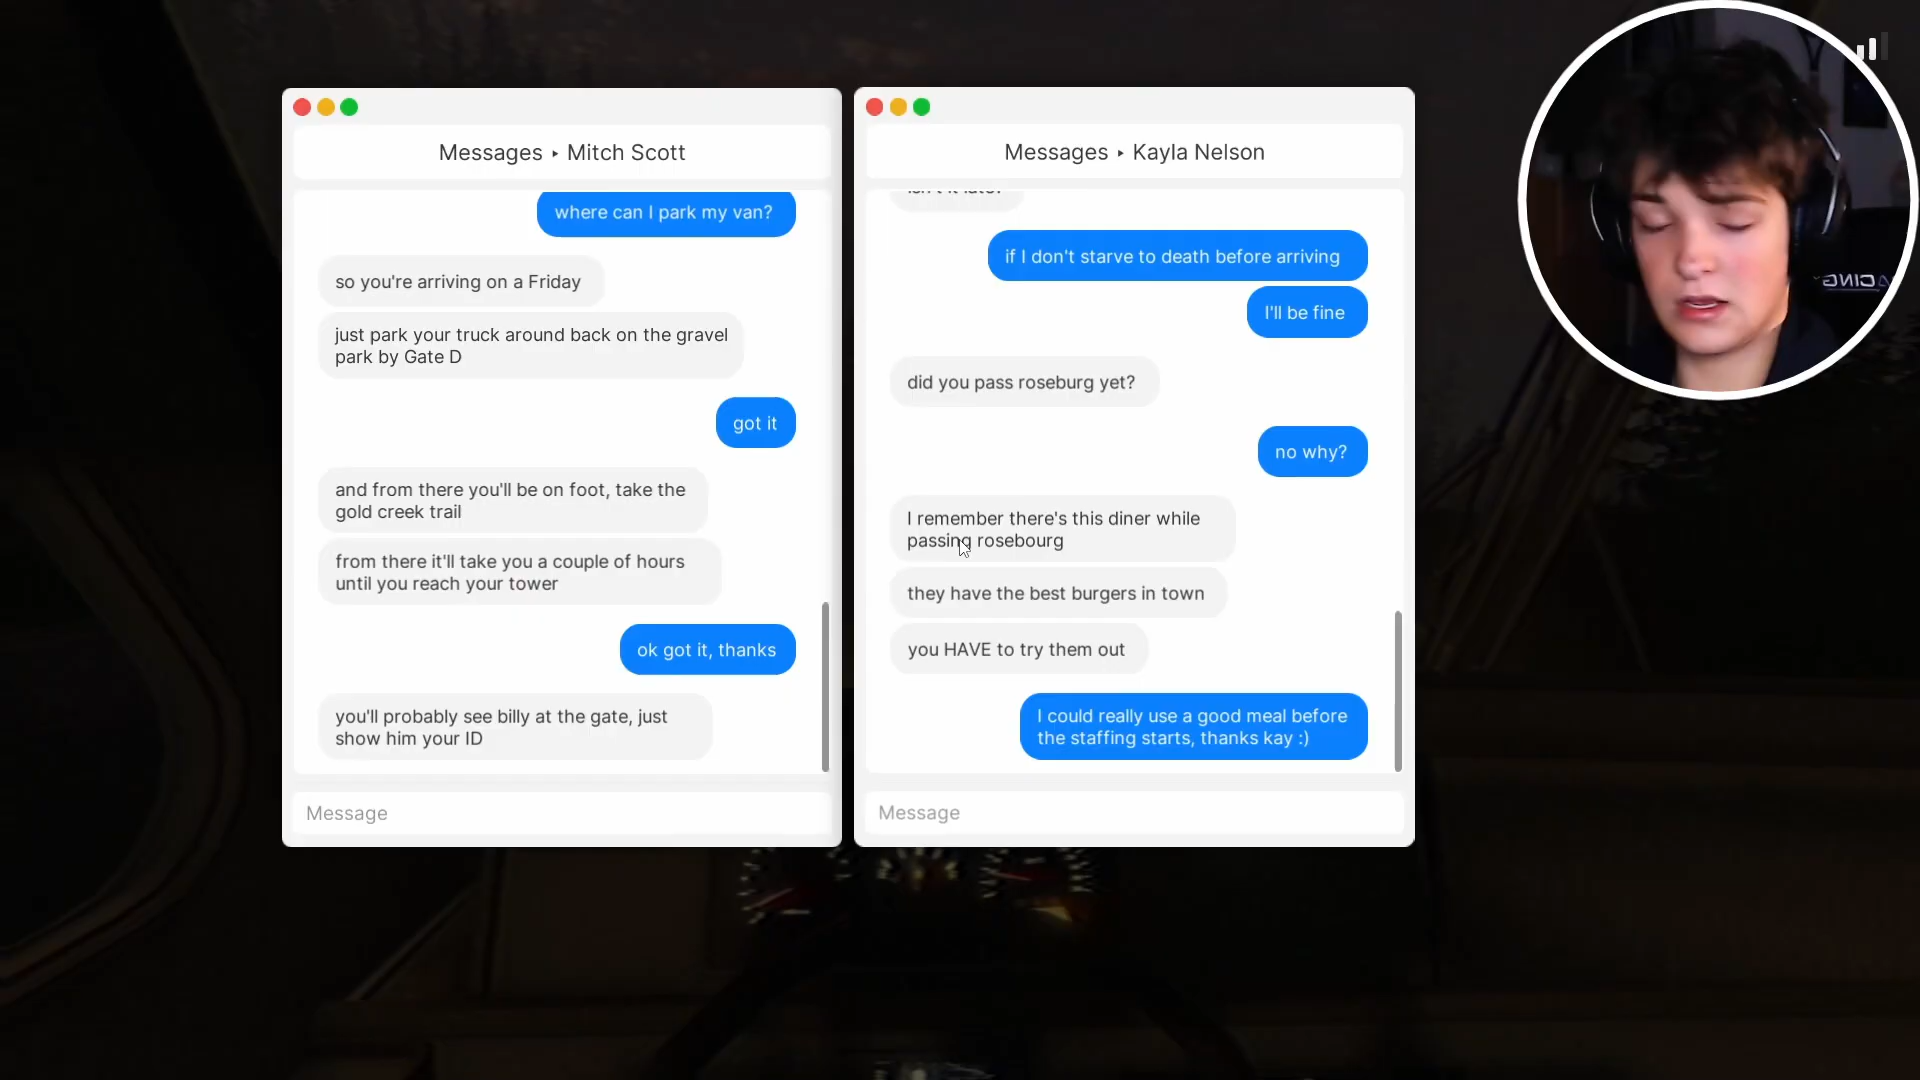 Messages ▸ Mitch Scott
where can I park my van?
so you're arriving on a Friday
just park your truck around back on the gravel
park by Gate D
got it
and from there you'll be on foot, take the
gold creek trail
from there it'll take you a couple of hours
until you reach your tower
ok got it, thanks
you'll probably see billy at the gate, just
show him your ID
Message
Messages ▸ Kayla Nelson
isn't it late?
if I don't starve to death before arriving
I'll be fine
did you pass roseburg yet?
no why?
I remember there's this diner while
passing rosebourg
they have the best burgers in town
you HAVE to try them out
I could really use a good meal before
the staffing starts, thanks kay :)
Message